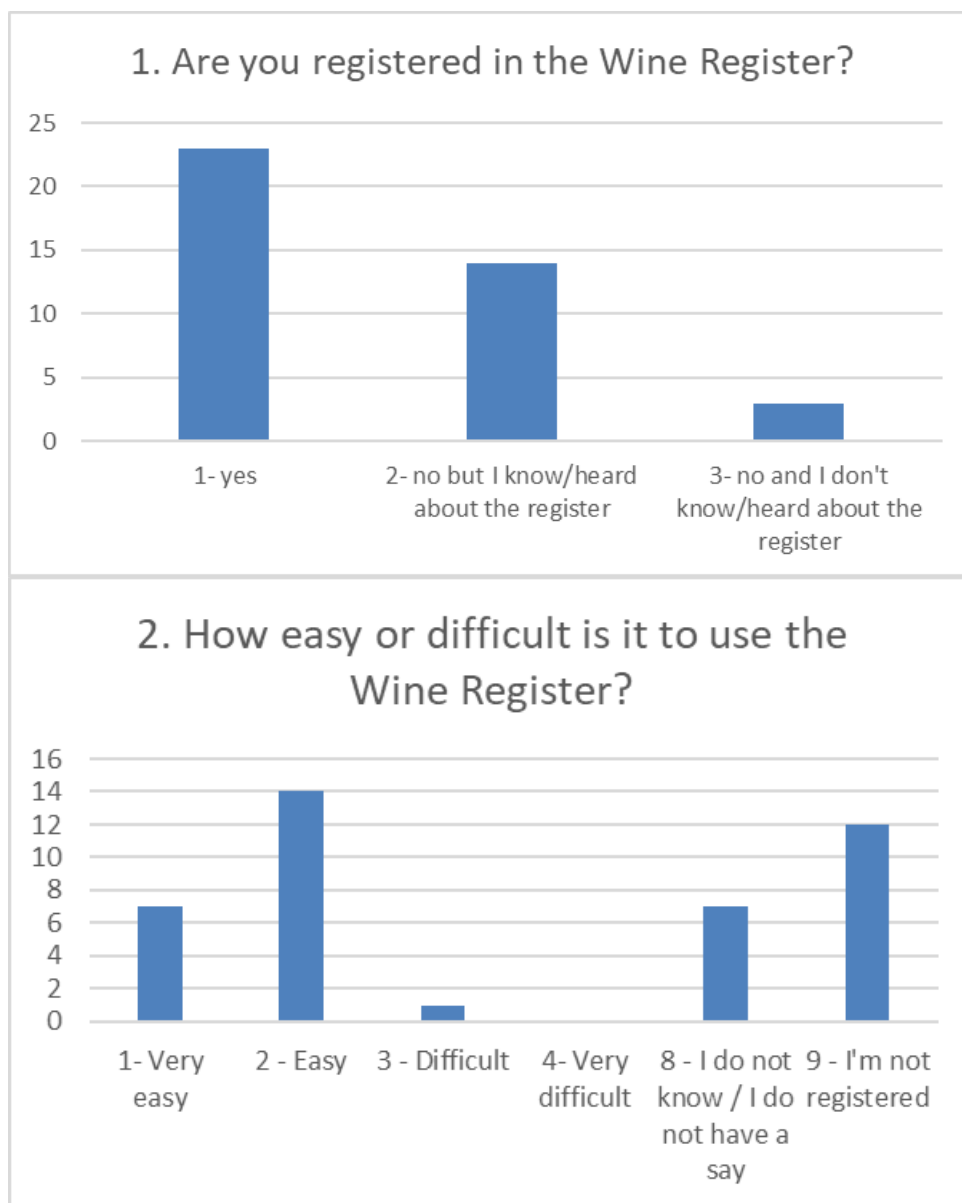 1. Are you registered in the Wine Register?
25
20
15
10
5
0
1- yes
2- no but I know/heard
about the register
3- no and I don't
know/heard about the
register
2. How easy or difficult is it to use the
Wine Register?
16
14
12
10
8
6
4
2
0
1- Very
easy
2 - Easy
3 - Difficult
4- Very
difficult
8 - I do not
know / I do
not have a
say
9 - I'm not
registered